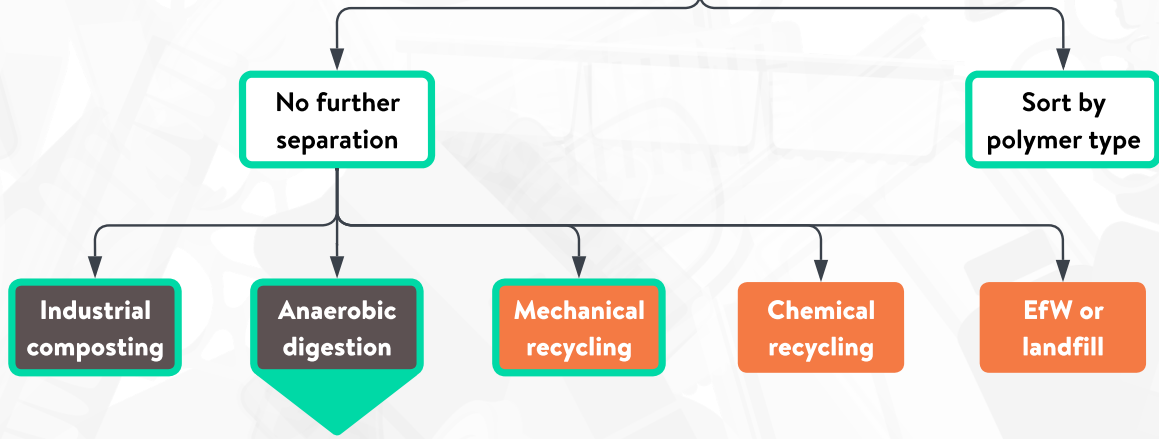 No further
separation
Sort by
polymer type
Industrial
composting
Anaerobic
digestion
Mechanical
recycling
Chemical
recycling
EfW or
landfill